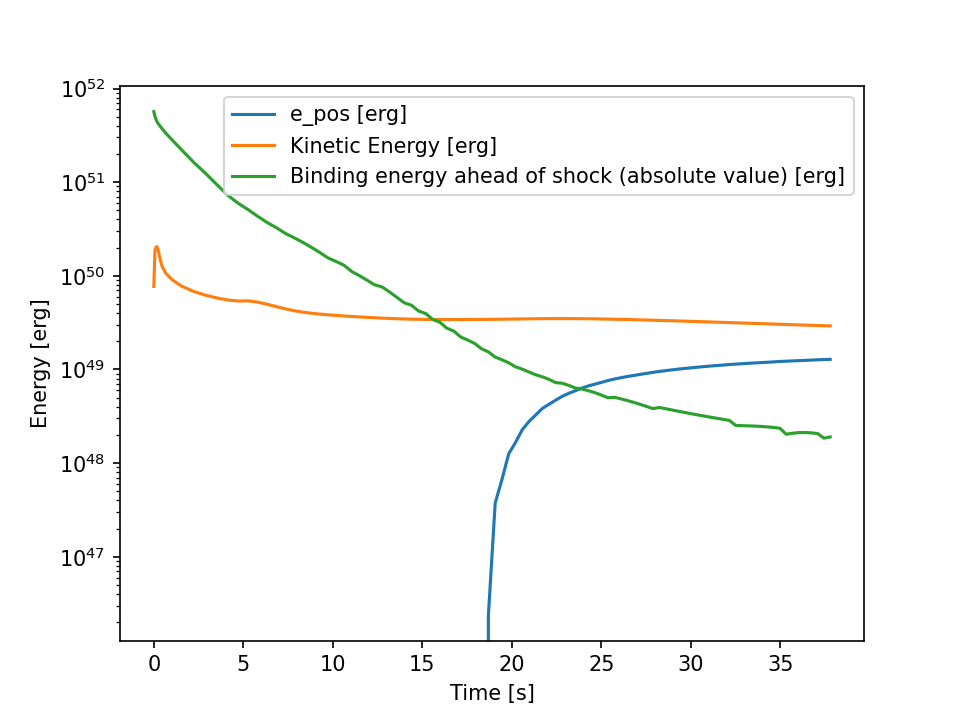 10^52
10^51
10^50
10^49
10^48
10^47
Energy [erg]
e_pos [erg]
Kinetic Energy [erg]
Binding energy ahead of shock (absolute value) [erg]
0 5 10 15 20 25 30 35
Time [s]